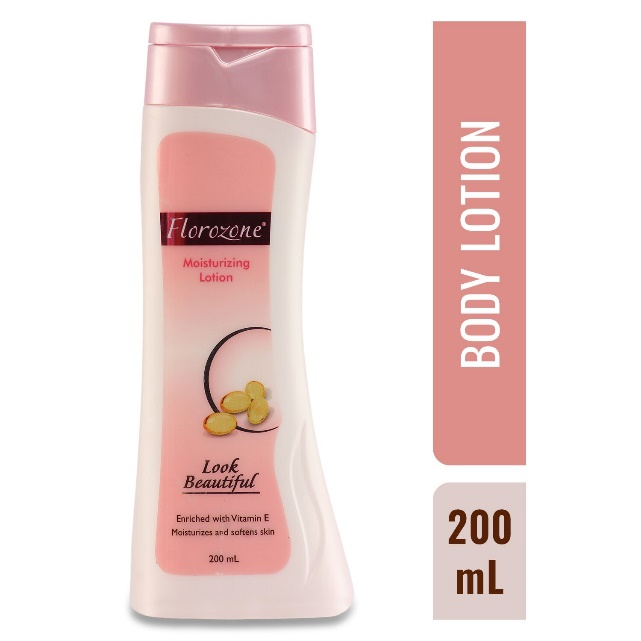 Florozone®
Moisturizing
Lotion
Look
Beautiful
Enriched with Vitamin E
Moisturizes and softens skin
200 mL
BODY LOTION
200
mL